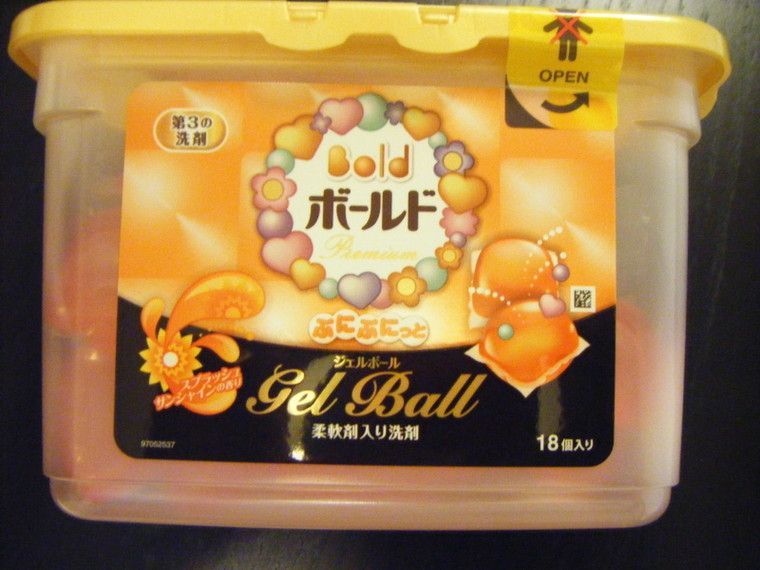 OPEN
第3の
洗剤
Bold
ボールド
Premium
ぷにぷにっと
ジェルボール
Gel Ball
スプラッシュ
サンシャインの香り
柔軟剤入り洗剤
97052537
18個入り